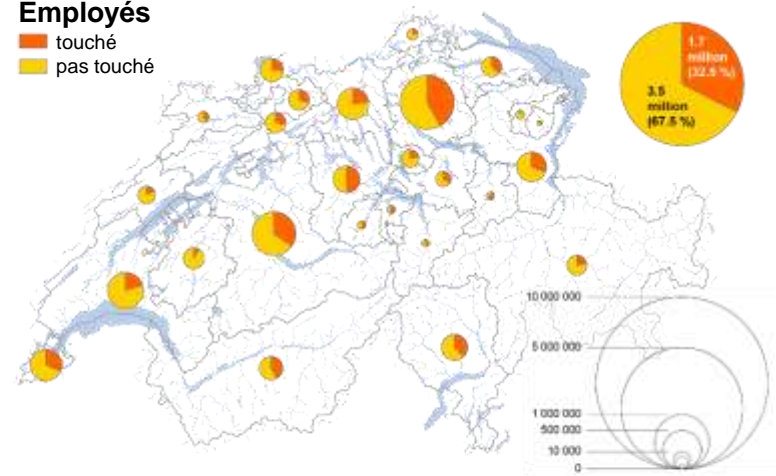 Employés
touché
pas touché
1.7
million
(32.5 %)
3.5
million
(67.5 %)
10 000 000
5 000 000
1 000 000
500 000
10 000
0